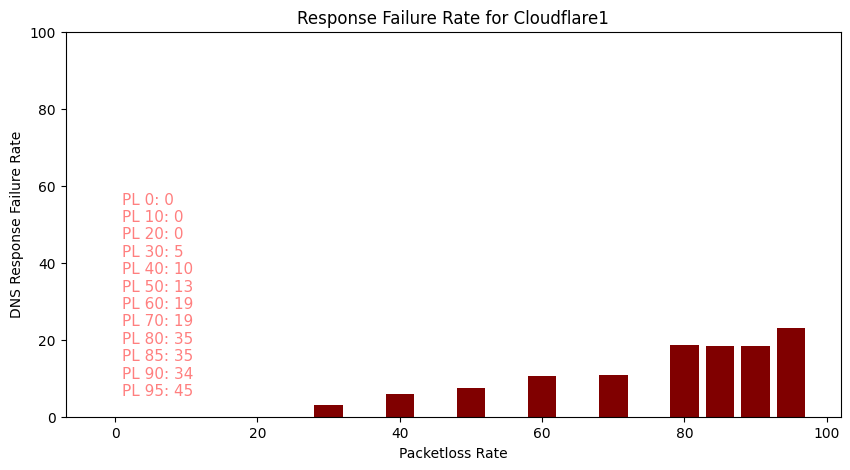 Response Failure Rate for Cloudflare1
100
80
60
40
20
0
DNS Response Failure Rate
PL 0: 0
PL 10: 0
PL 20: 0
PL 30: 5
PL 40: 10
PL 50: 13
PL 60: 19
PL 70: 19
PL 80: 35
PL 85: 35
PL 90: 34
PL 95: 45
0 20 40 60 80 100
Packetloss Rate